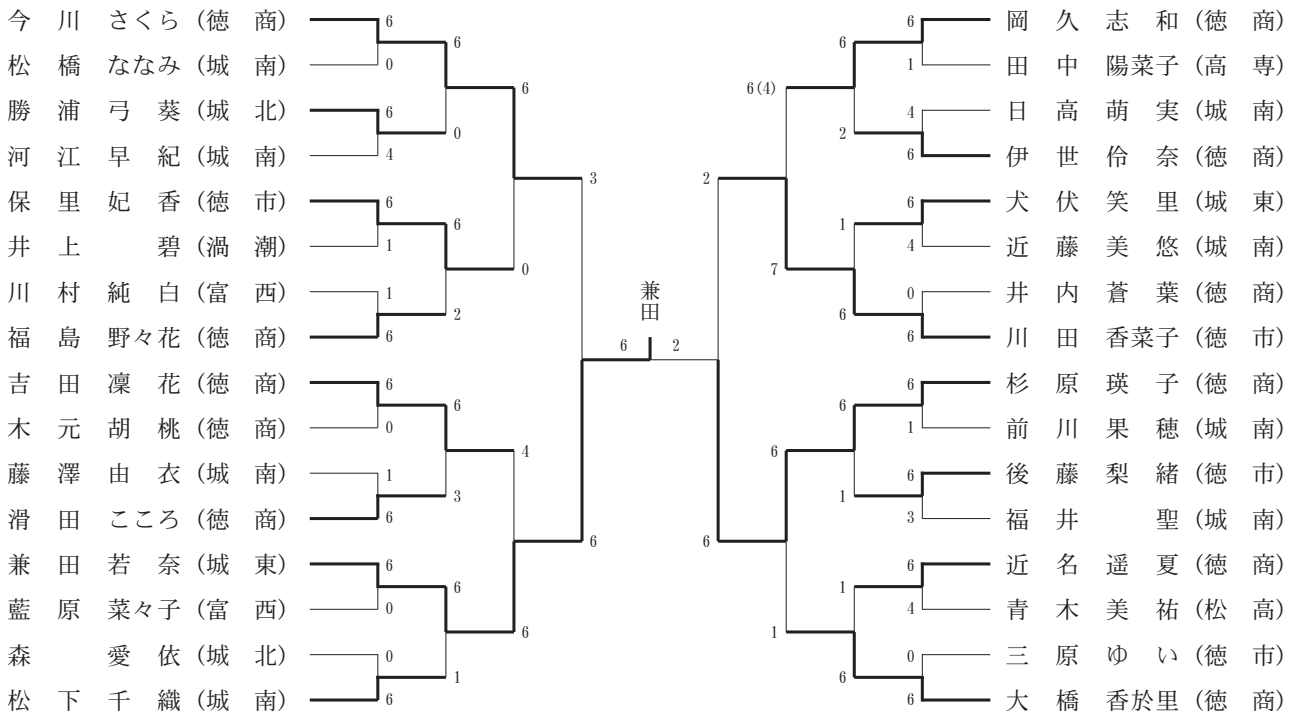 今川 さくら (徳商)
松橋 ななみ (城南)
勝浦 弓葵 (城北)
河江 早紀 (城南)
保里 妃香 (徳市)
井上 碧 (渦潮)
川村 純白 (富西)
福島 野々花 (徳商)
吉田 凜花 (徳商)
木元 胡桃 (徳商)
藤澤 由衣 (城南)
滑田 こころ (徳商)
兼田 若奈 (城東)
藍原 菜々子 (富西)
森 愛依 (城北)
松下 千織 (城南)
6
0
6
4
6
1
1
6
6
0
1
6
6
0
0
6
6
0
6
2
6
3
6
1
6
0
4
6
3
6
兼田
6 2
2
6
6(4)
7
6
1
6
2
1
6
6
1
1
6
6
1
4
6
6
4
0
6
6
1
6
3
6
4
0
6
岡久 志和 (徳商)
田中 陽菜子 (高専)
日高 萌実 (城南)
伊世 伶奈 (徳商)
犬伏 笑里 (城東)
近藤 美悠 (城南)
井内 蒼葉 (徳商)
川田 香菜子 (徳市)
杉原 瑛子 (徳商)
前川 果穂 (城南)
後藤 梨緒 (徳市)
福井 聖 (城南)
近名 遥夏 (徳商)
青木 美祐 (松高)
三原 ゆい (徳市)
大橋 香於里 (徳商)